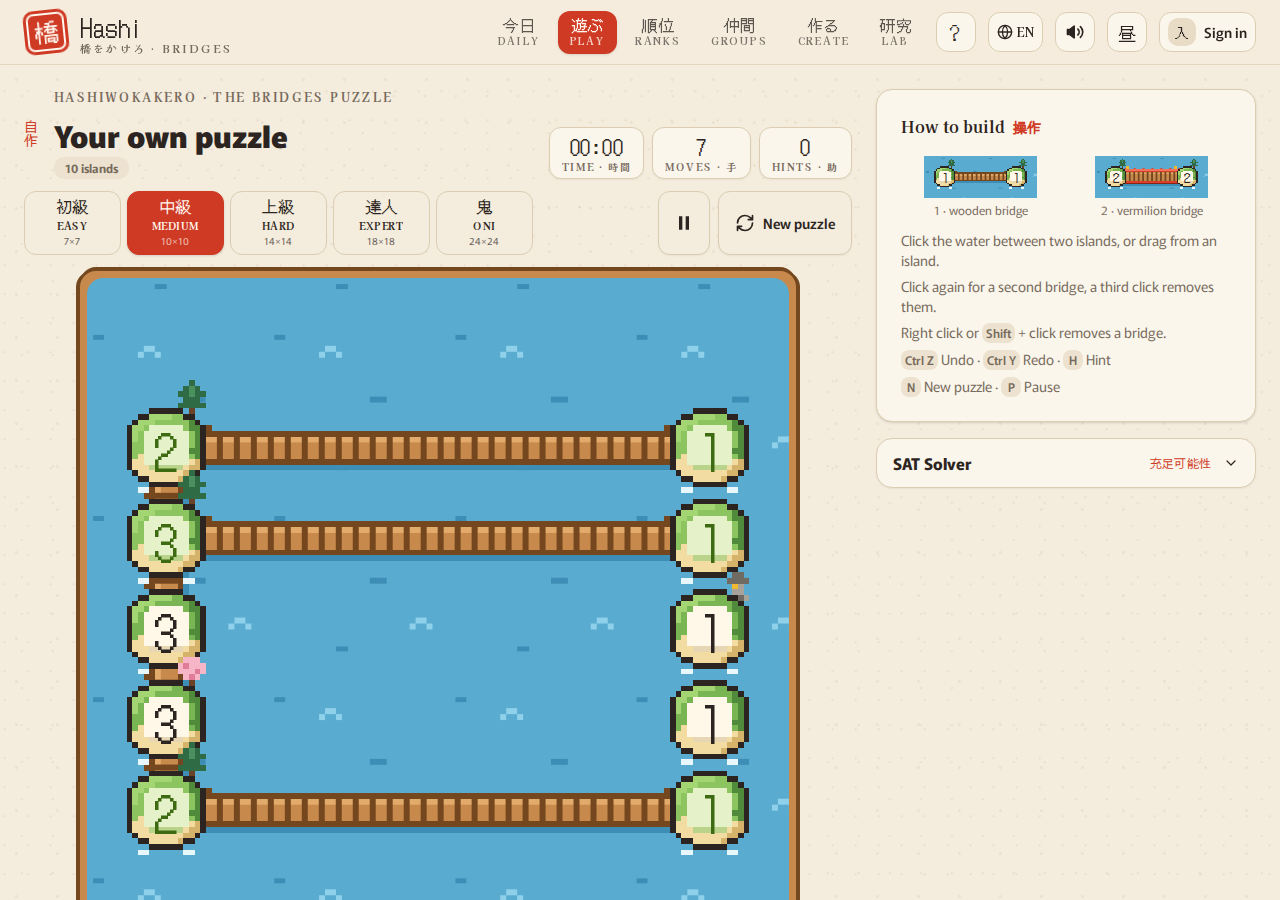 橋
Hashi
橋をかけろ · BRIDGES
今日
DAILY
遊ぶ
PLAY
順位
RANKS
仲間
GROUPS
作る
CREATE
研究
LAB
?
EN
昼
入 Sign in
HASHIWOKAKERO · THE BRIDGES PUZZLE
自作
Your own puzzle
10 islands
00:00
TIME · 時間
7
MOVES · 手
0
HINTS · 助
初級
EASY
7×7
中級
MEDIUM
10×10
上級
HARD
14×14
達人
EXPERT
18×18
鬼
ONI
24×24
New puzzle
2 1
3 1
3 1
3 1
2 1
How to build 操作
1 1
2 2
1 · wooden bridge
2 · vermilion bridge
Click the water between two islands, or drag from an
island.
Click again for a second bridge, a third click removes
them.
Right click or Shift + click removes a bridge.
Ctrl Z Undo · Ctrl Y Redo · H Hint
N New puzzle · P Pause
SAT Solver 充足可能性